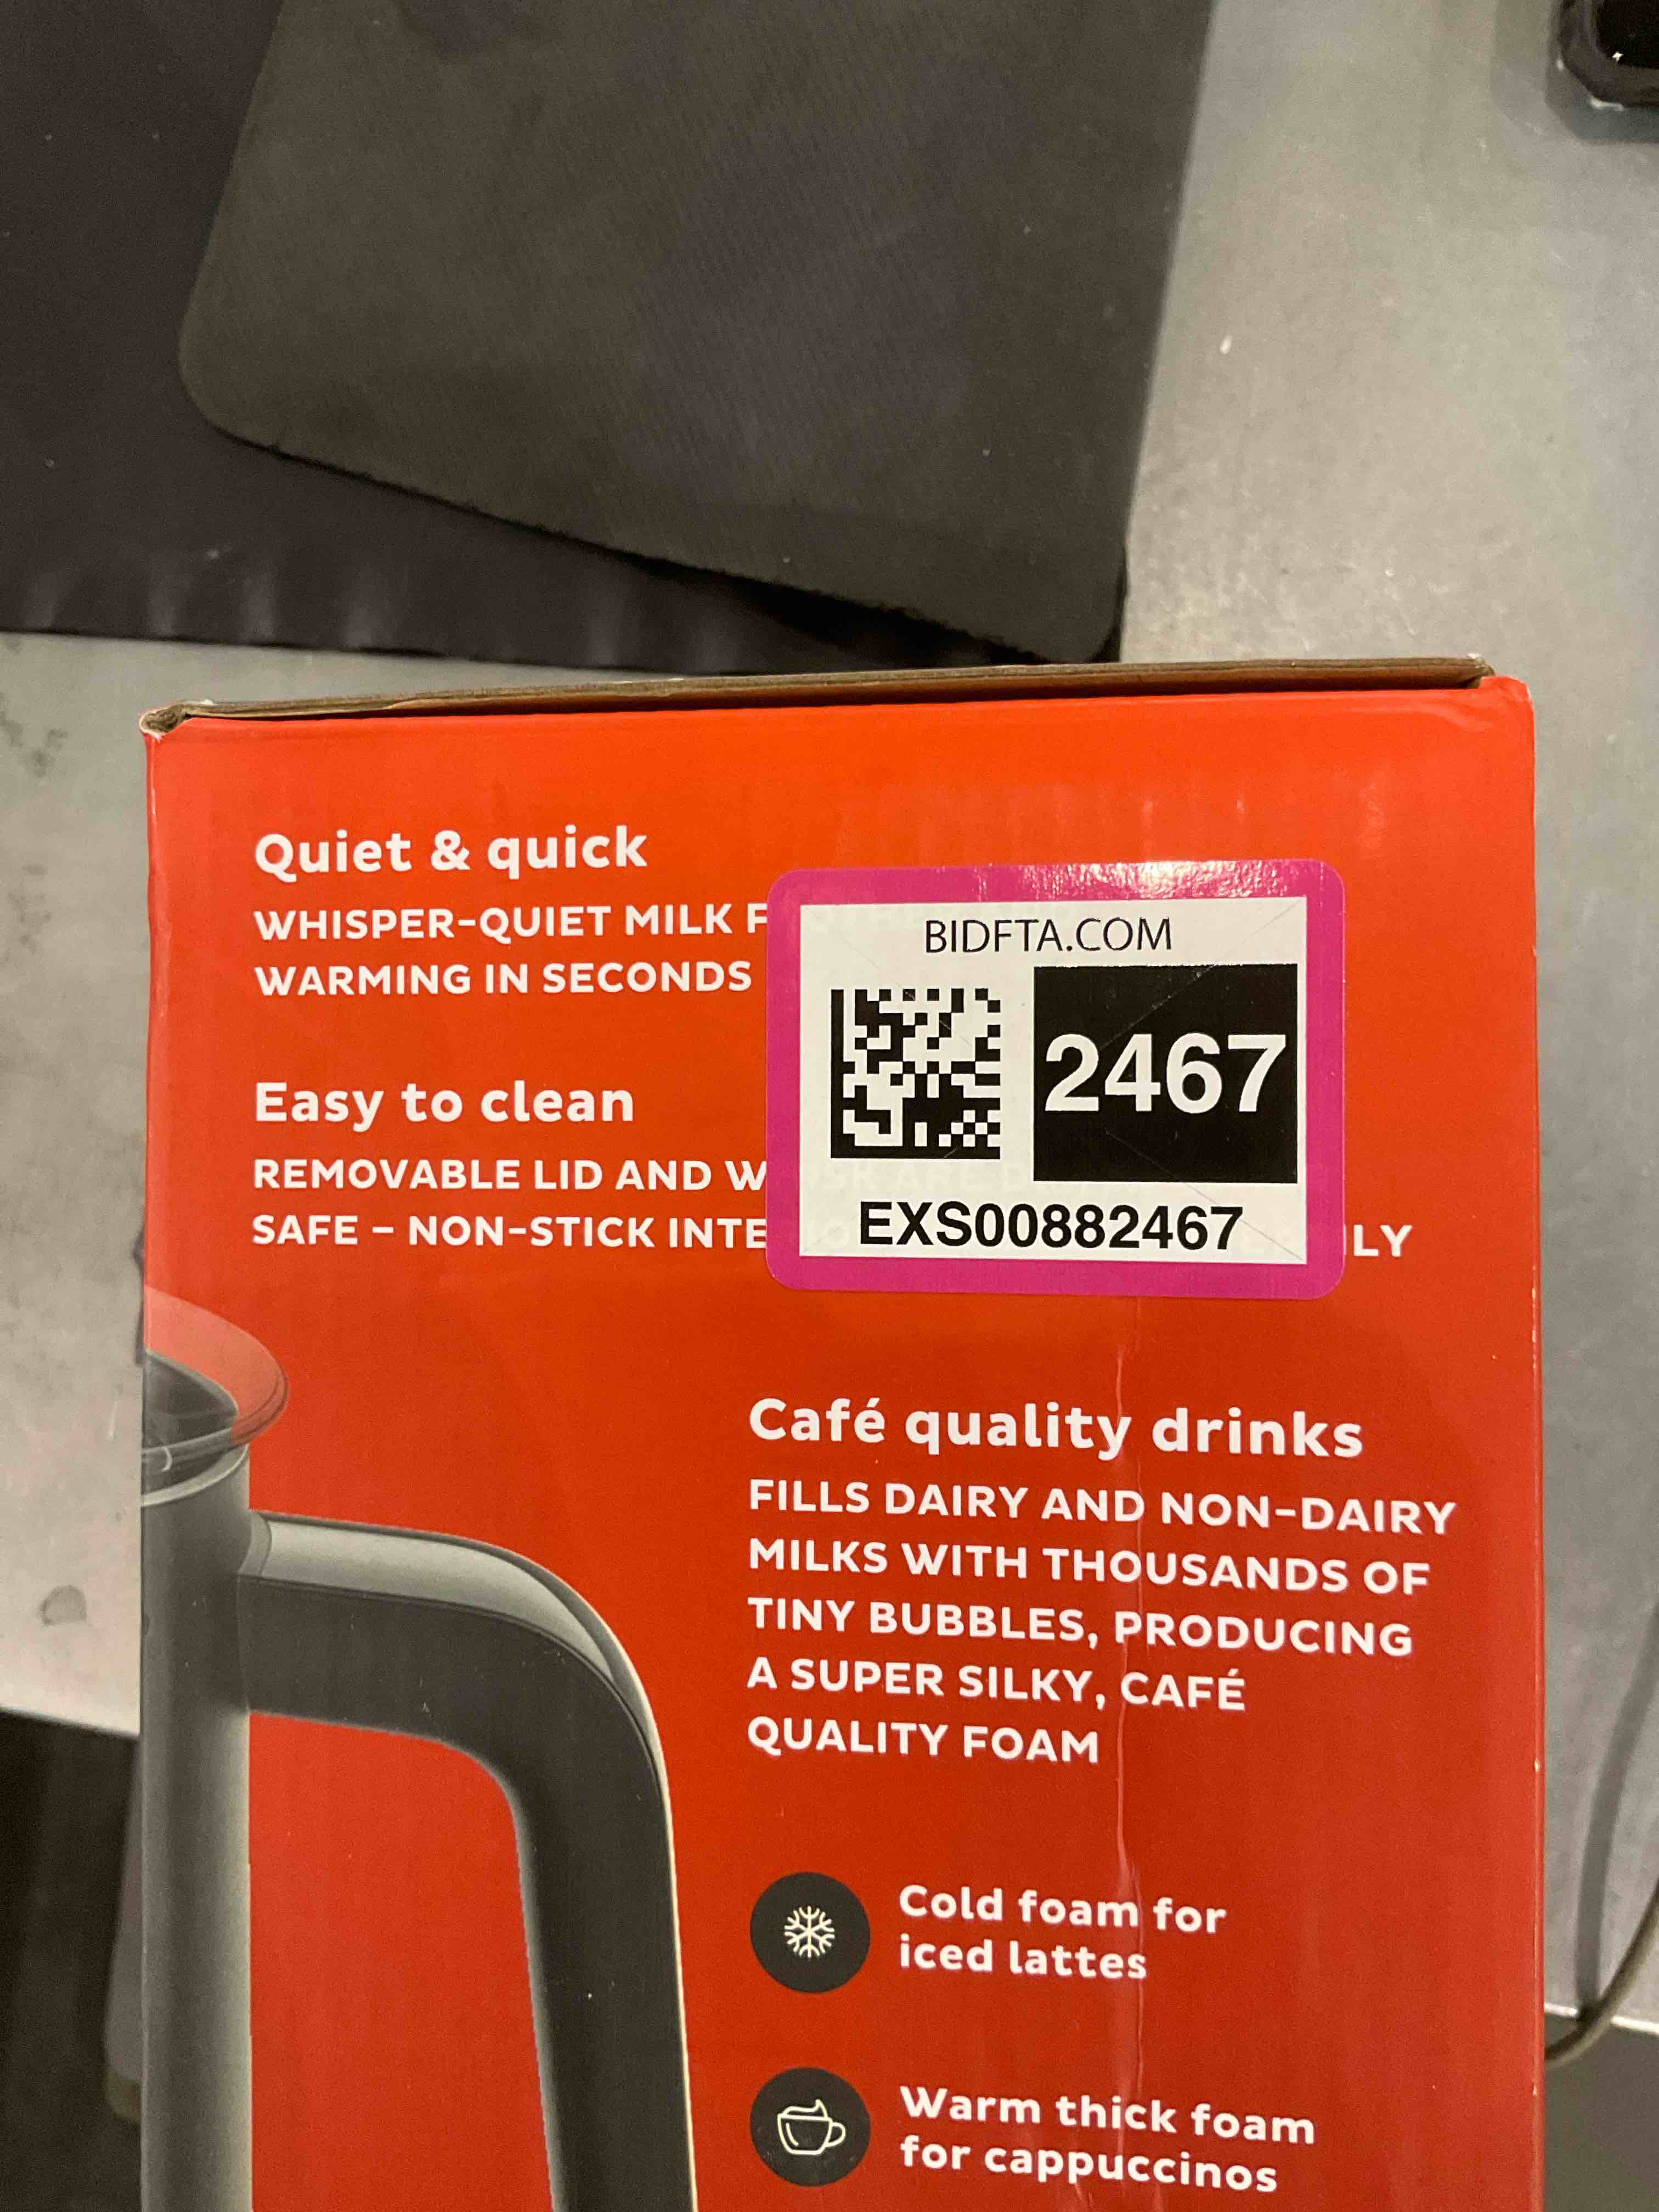 Quiet & quick
WHISPER-QUIET MILK
WARMING IN SECONDS
Easy to clean
REMOVABLE LID AND
SAFE – NON-STICK
BIDFTA.COM
2467
EXS00882467
Café quality drinks
FILLS DAIRY AND NON-DAIRY
MILKS WITH THOUSANDS OF
TINY BUBBLES, PRODUCING
A SUPER SILKY, CAFÉ
QUALITY FOAM
Cold foam for
iced lattes
Warm thick foam
for cappuccinos